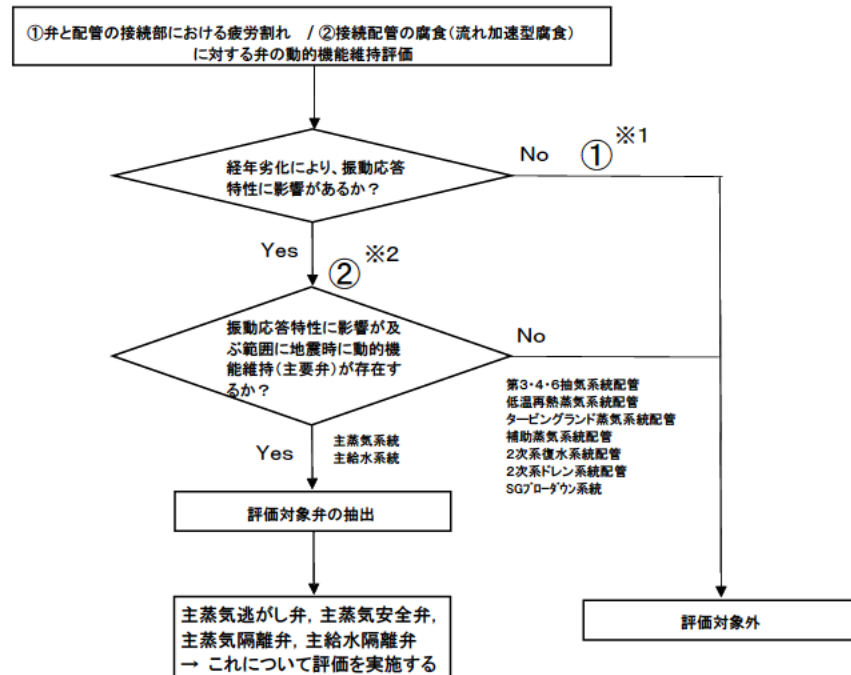 ①弁と配管の接続部における疲労割れ / ②接続配管の腐食(流れ加速型腐食)
に対する弁の動的機能維持評価
経年劣化により、振動応答
特性に影響があるか？
No
①
※1
Yes
②
※2
振動応答特性に影響が及
ぶ範囲に地震時に動的機
能維持(主要弁)が存在す
るか？
No
第3・4・6抽気系統配管
低温再熱蒸気系統配管
タービングランド蒸気系統配管
補助蒸気系統配管
2次系復水系統配管
2次系ドレン系統配管
SGブローダウン系統
Yes
主蒸気系統
主給水系統
評価対象弁の抽出
主蒸気逃がし弁，主蒸気安全弁，
主蒸気隔離弁，主給水隔離弁
→ これについて評価を実施する
評価対象外